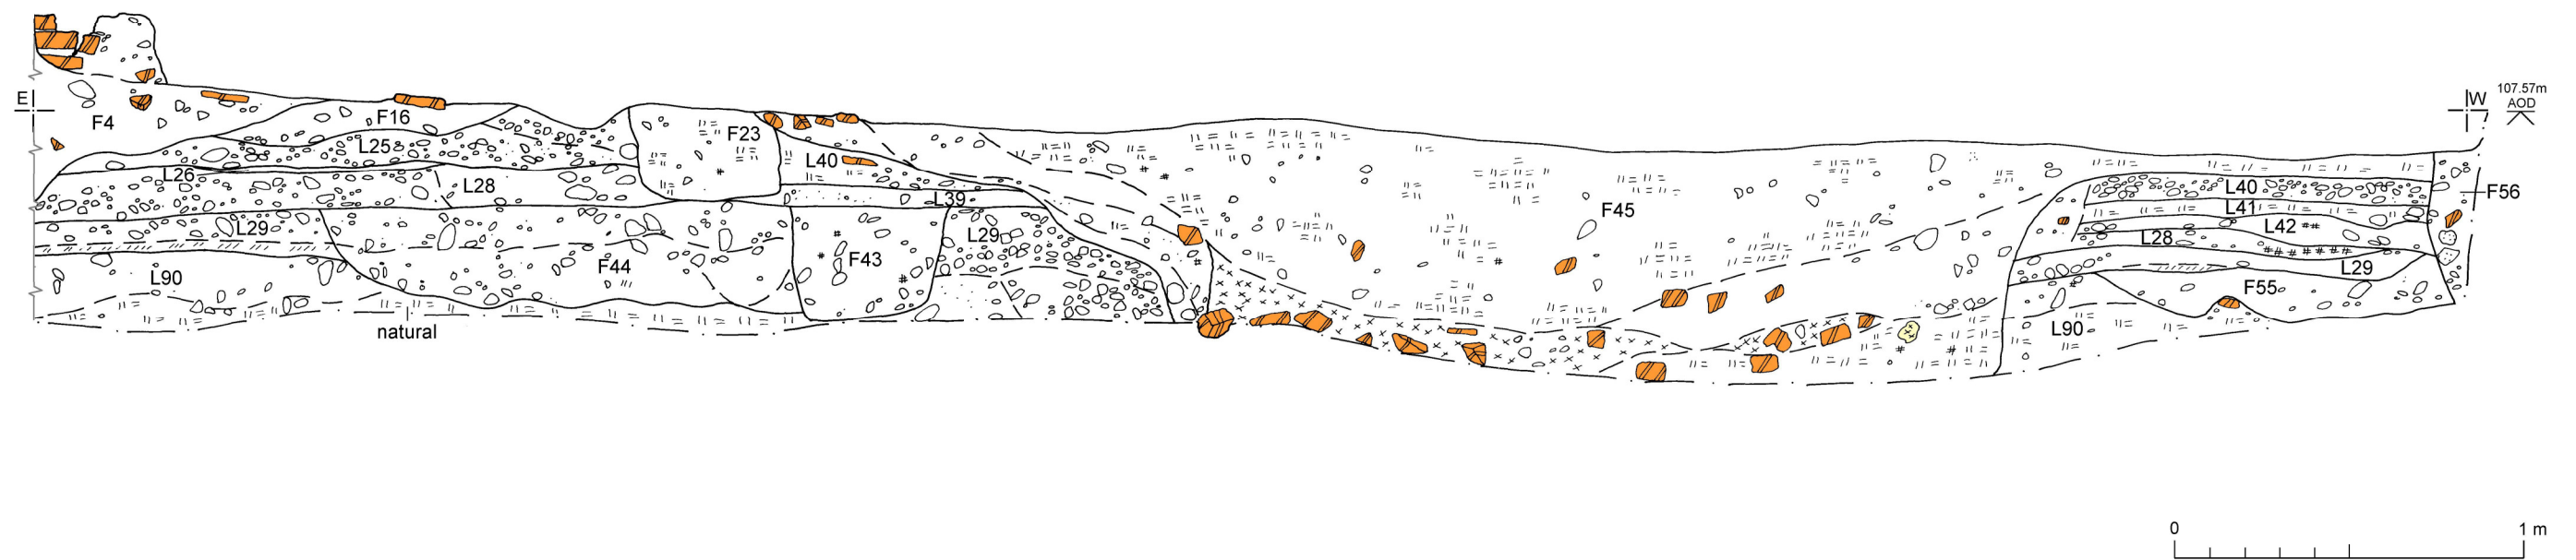 E
W
107.57m
AOD
F4
F16
F23
L25
L26
L28
L40
L39
L29
L29
L90
F44
F43
natural
F45
L40
L41
L42
L28
L29
F55
L90
F56
0
1 m